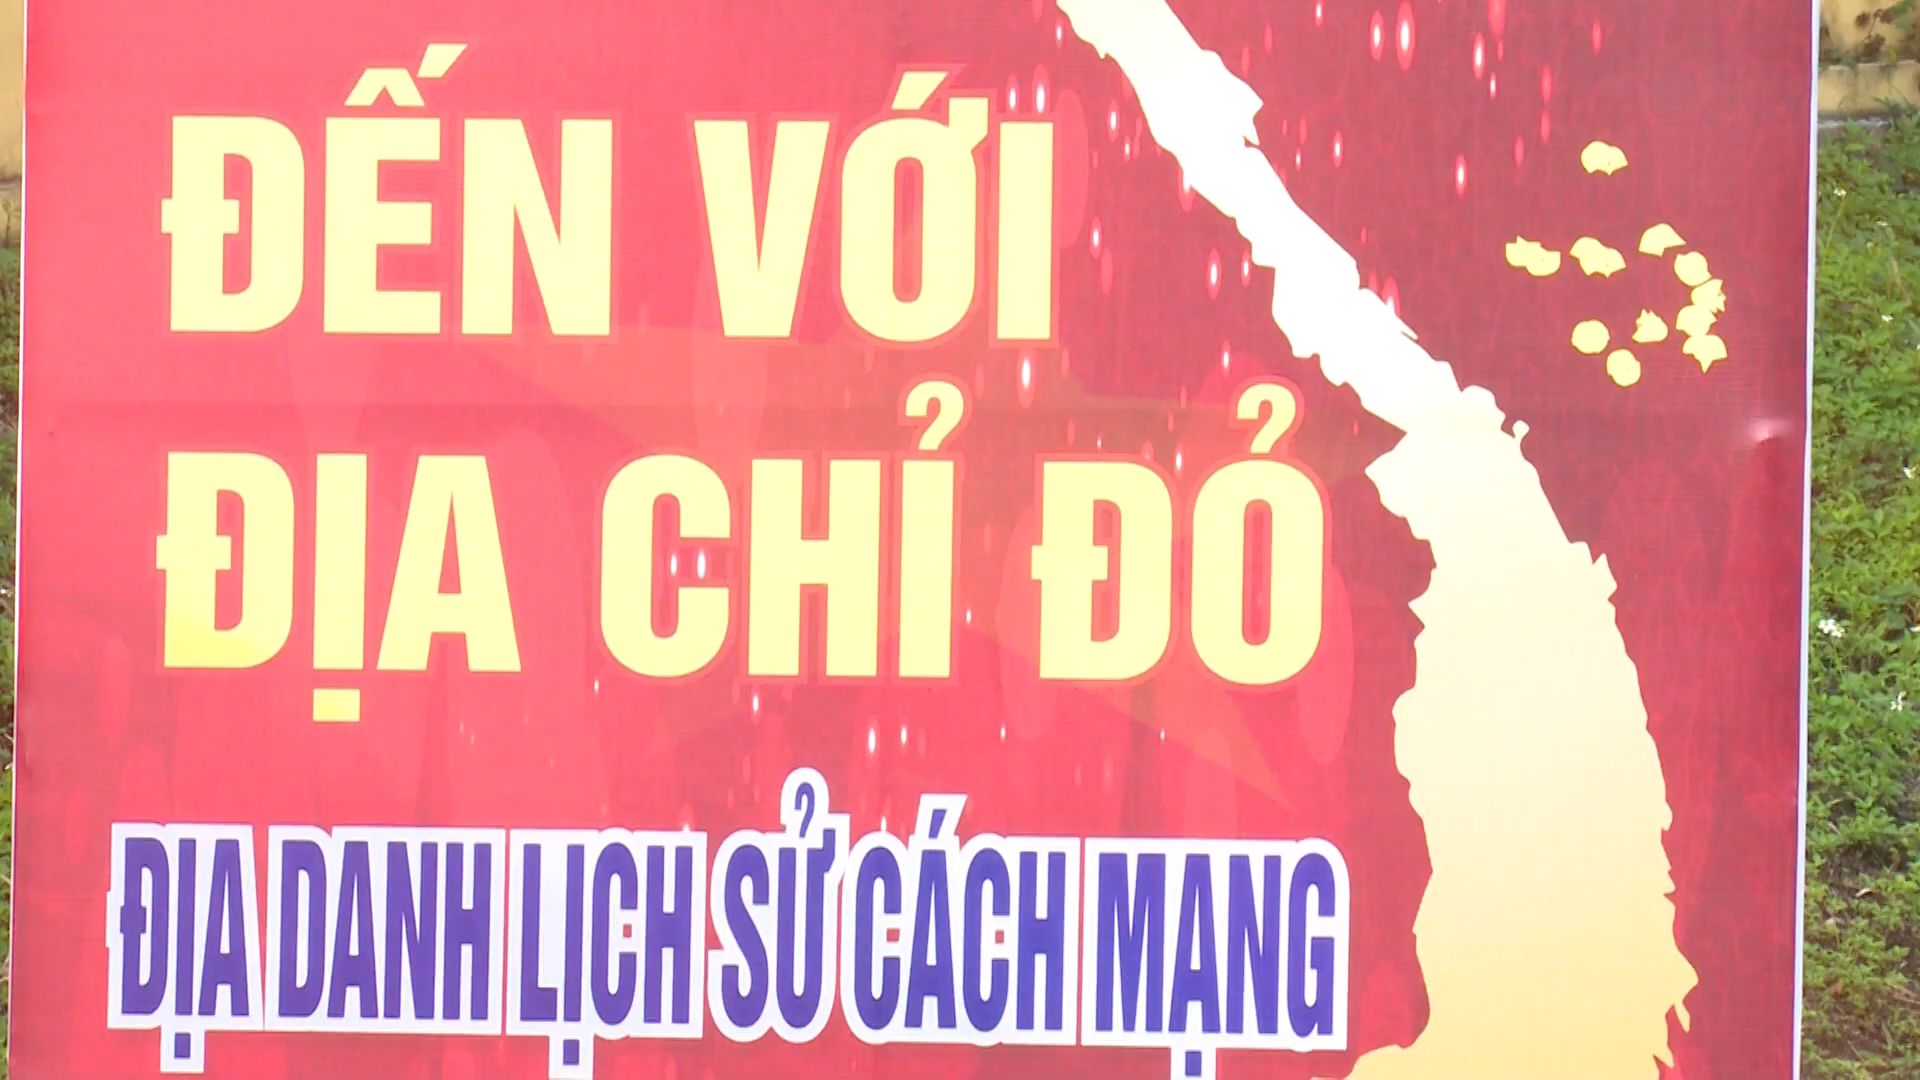 ĐẾN VỚI
ĐỊA CHỈ ĐỎ
ĐỊA DANH LỊCH SỬ CÁCH MẠNG